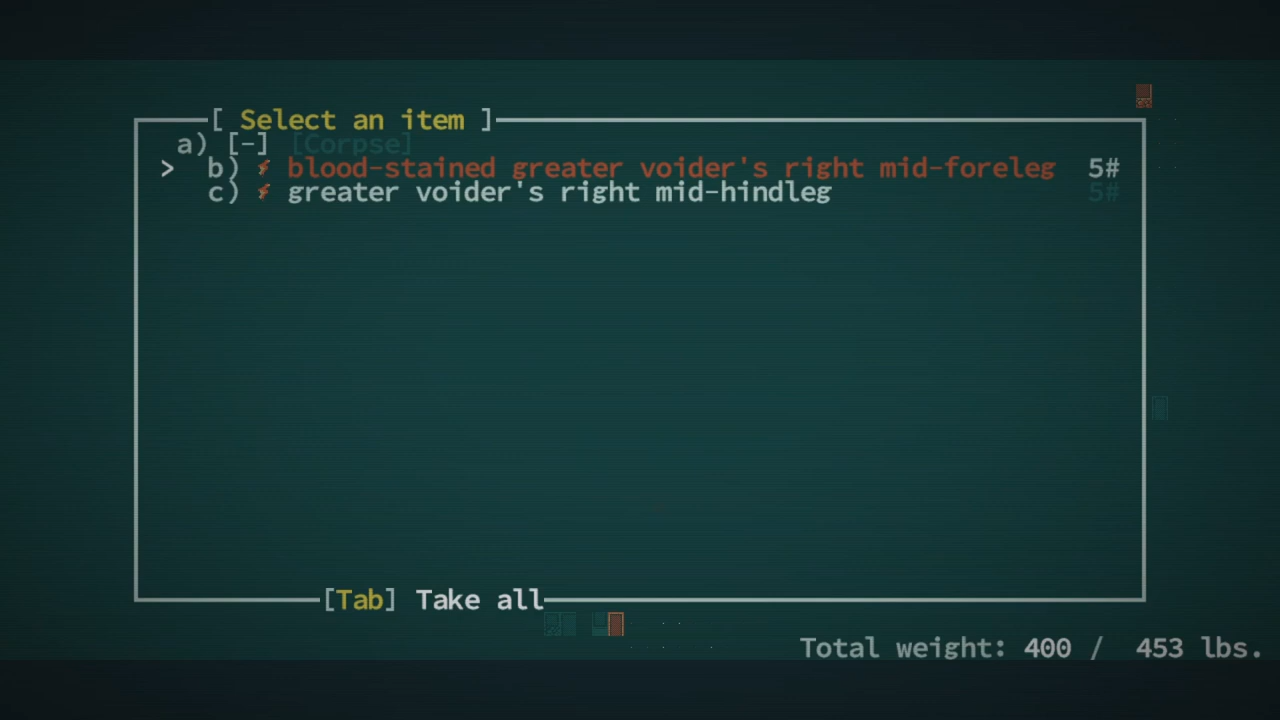 [ Select an item ]
a) [-] [Corpse]
> b) blood-stained greater voider's right mid-foreleg 5#
c) greater voider's right mid-hindleg 5#
[Tab] Take all
Total weight: 400 / 453 lbs.